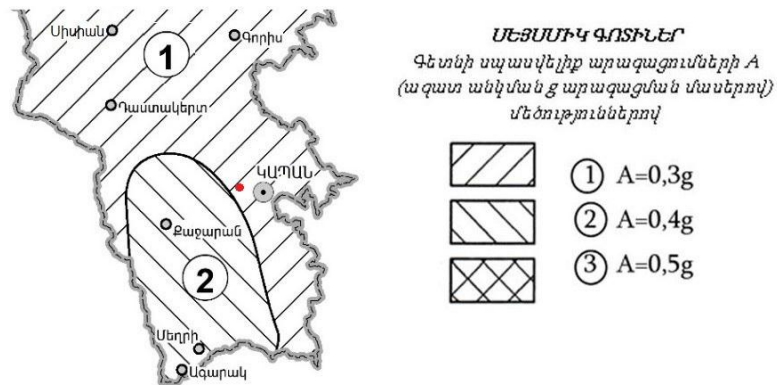 Սիսիան
Գորիս
1
Դաստակերտ
ԿԱՊԱՆ
Քաջարան
2
Մեղրի
Ագարակ
ՍԵՅՍՄԻԿ ԳՈՏԻՆԵՐ
Գետնի սպասվելիք արագացումների A
(ազատ անկման g արագացման մասերով)
մեծություններով
1 A=0,3g
2 A=0,4g
3 A=0,5g